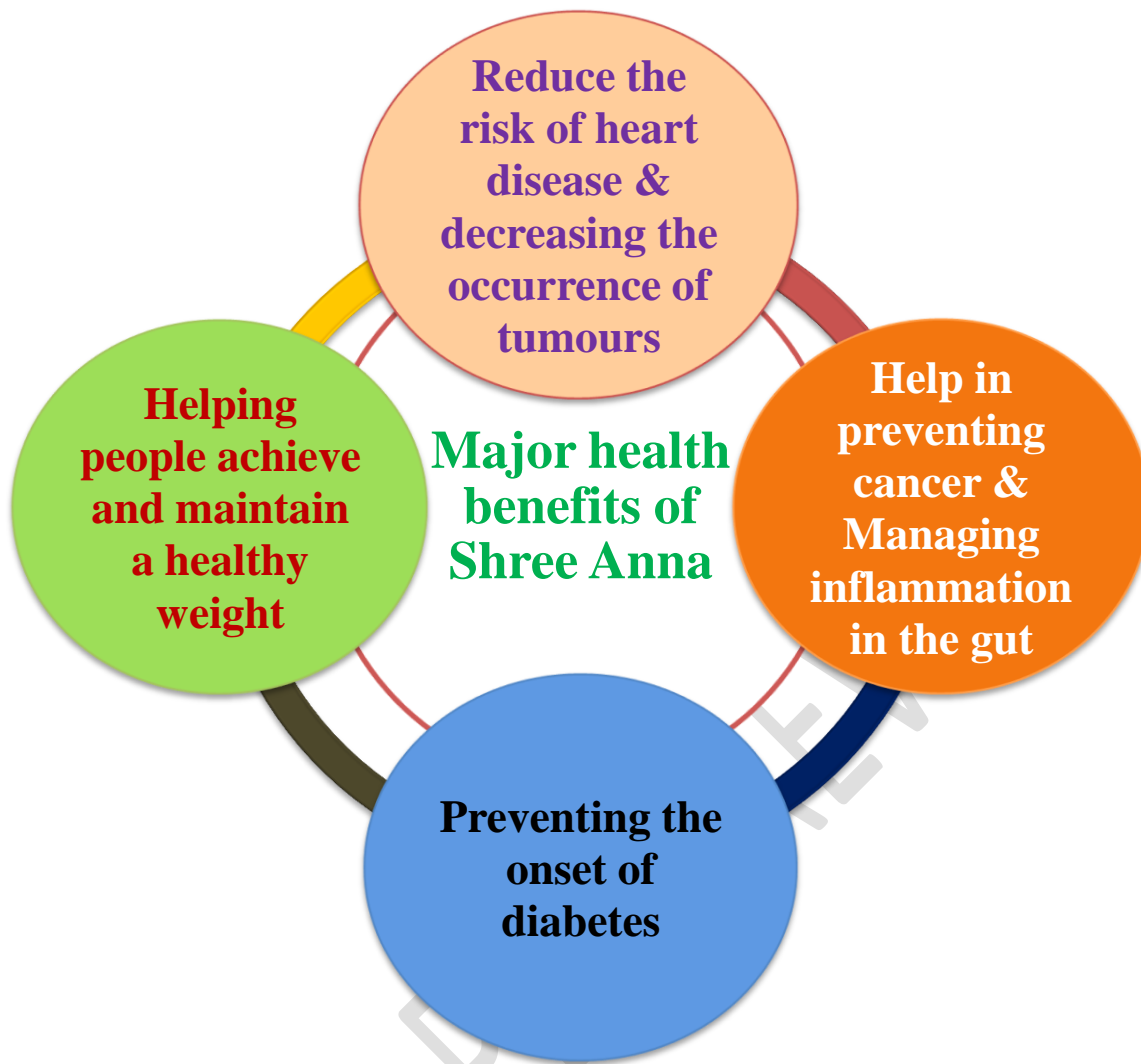 Reduce the
risk of heart
disease &
decreasing the
occurrence of
tumours
Helping
people achieve
and maintain
a healthy
weight
Major health
benefits of
Shree Anna
Help in
preventing
cancer &
Managing
inflammation
in the gut
Preventing the
onset of
diabetes